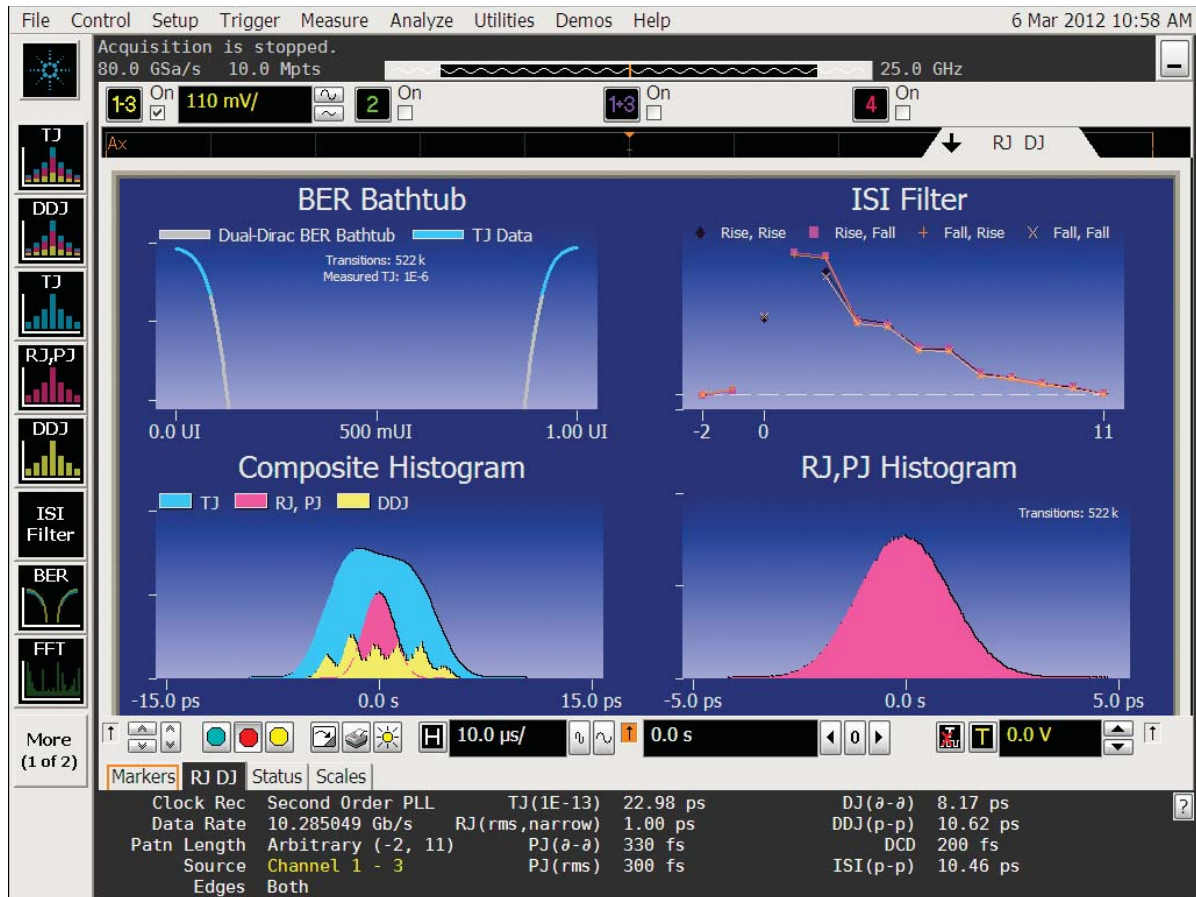 File Control Setup Trigger Measure Analyze Utilities Demos Help 6 Mar 2012 10:58 AM
Acquisition is stopped.
80.0 GSa/s 10.0 Mpts 25.0 GHz
1-3 On 110 mV/ 2 On 1+3 On 4 On
Ax RJ DJ
TJ
DDJ
TJ
RJ,PJ
DDJ
ISI
Filter
BER
FFT
More
(1 of 2)
BER Bathtub
Dual-Dirac BER Bathtub TJ Data
Transitions: 522 k
Measured TJ: 1E-6
0.0 UI 500 mUI 1.00 UI
ISI Filter
Rise, Rise Rise, Fall Fall, Rise Fall, Fall
-2 0 11
Composite Histogram
TJ RJ, PJ DDJ
-15.0 ps 0.0 s 15.0 ps
RJ,PJ Histogram
Transitions: 522 k
-5.0 ps 0.0 s 5.0 ps
H 10.0 µs/ 0.0 s 0 T 0.0 V
Markers RJ DJ Status Scales
Clock Rec Second Order PLL TJ(1E-13) 22.98 ps DJ(∂-∂) 8.17 ps ?
Data Rate 10.285049 Gb/s RJ(rms,narrow) 1.00 ps DDJ(p-p) 10.62 ps
Patn Length Arbitrary (-2, 11) PJ(∂-∂) 330 fs DCD 200 fs
Source Channel 1 - 3 PJ(rms) 300 fs ISI(p-p) 10.46 ps
Edges Both